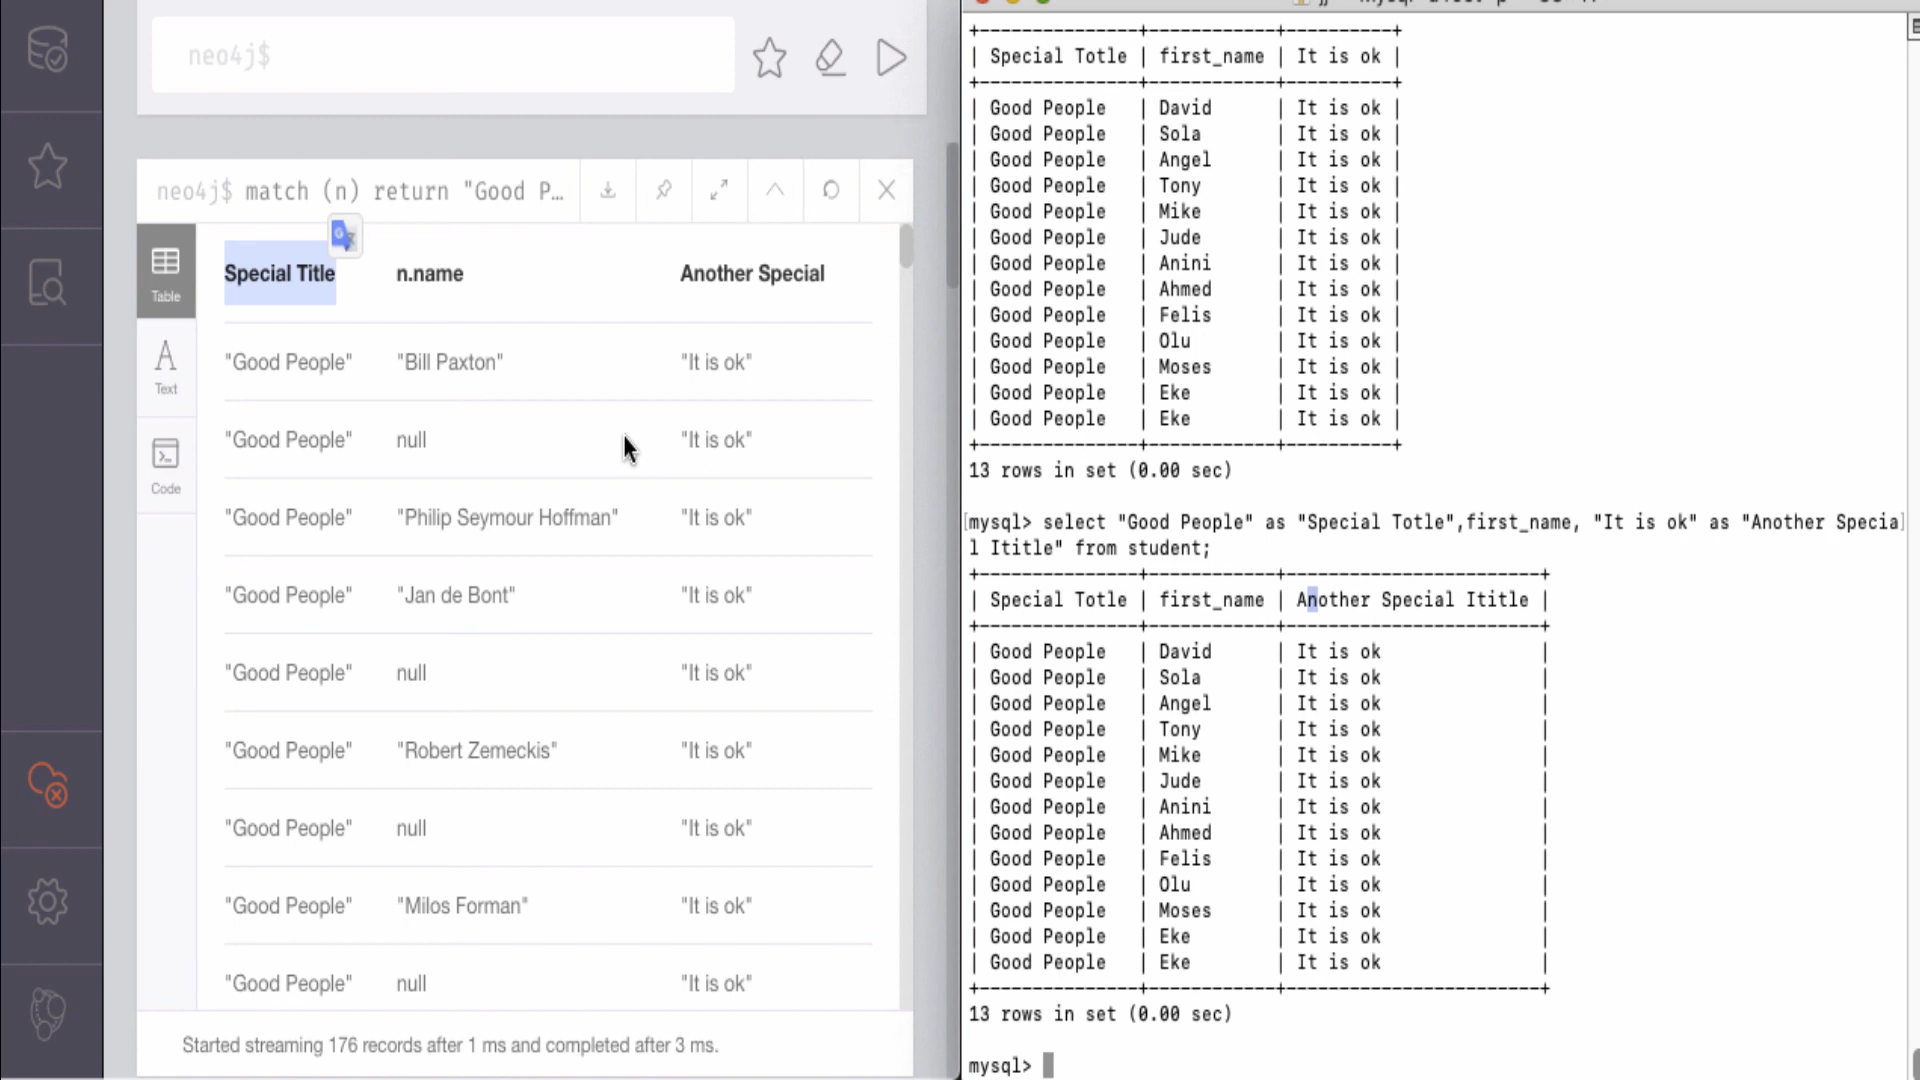 neo4j$
neo4j$ match (n) return "Good P...
Table
Text
Code
Special Title n.name Another Special
"Good People" "Bill Paxton" "It is ok"
"Good People" null "It is ok"
"Good People" "Philip Seymour Hoffman" "It is ok"
"Good People" "Jan de Bont" "It is ok"
"Good People" null "It is ok"
"Good People" "Robert Zemeckis" "It is ok"
"Good People" null "It is ok"
"Good People" "Milos Forman" "It is ok"
"Good People" null "It is ok"
Started streaming 176 records after 1 ms and completed after 3 ms.
+----------------+-------------+-----------+
| Special Totle | first_name | It is ok |
+----------------+-------------+-----------+
| Good People | David | It is ok |
| Good People | Sola | It is ok |
| Good People | Angel | It is ok |
| Good People | Tony | It is ok |
| Good People | Mike | It is ok |
| Good People | Jude | It is ok |
| Good People | Anini | It is ok |
| Good People | Ahmed | It is ok |
| Good People | Felis | It is ok |
| Good People | Olu | It is ok |
| Good People | Moses | It is ok |
| Good People | Eke | It is ok |
| Good People | Eke | It is ok |
+----------------+-------------+-----------+
13 rows in set (0.00 sec)
[mysql> select "Good People" as "Special Totle",first_name, "It is ok" as "Another Specia]
l Ititle" from student;
+----------------+-------------+-------------------------+
| Special Totle | first_name | Another Special Ititle |
+----------------+-------------+-------------------------+
| Good People | David | It is ok |
| Good People | Sola | It is ok |
| Good People | Angel | It is ok |
| Good People | Tony | It is ok |
| Good People | Mike | It is ok |
| Good People | Jude | It is ok |
| Good People | Anini | It is ok |
| Good People | Ahmed | It is ok |
| Good People | Felis | It is ok |
| Good People | Olu | It is ok |
| Good People | Moses | It is ok |
| Good People | Eke | It is ok |
| Good People | Eke | It is ok |
+----------------+-------------+-------------------------+
13 rows in set (0.00 sec)
mysql>